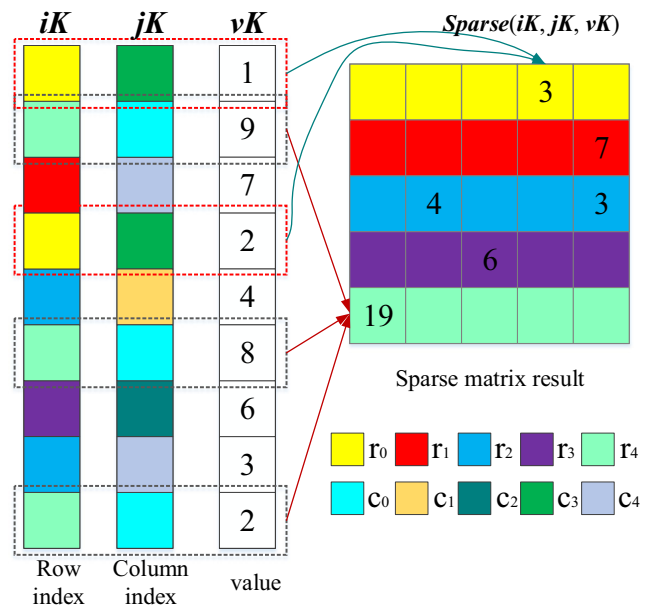 iK jK vK Sparse(iK, jK, vK)
1
9
7
2
4
8
6
3
2
3
7
4 3
6
19
Sparse matrix result
r₀ r₁ r₂ r₃ r₄
c₀ c₁ c₂ c₃ c₄
Row index
Column index
value